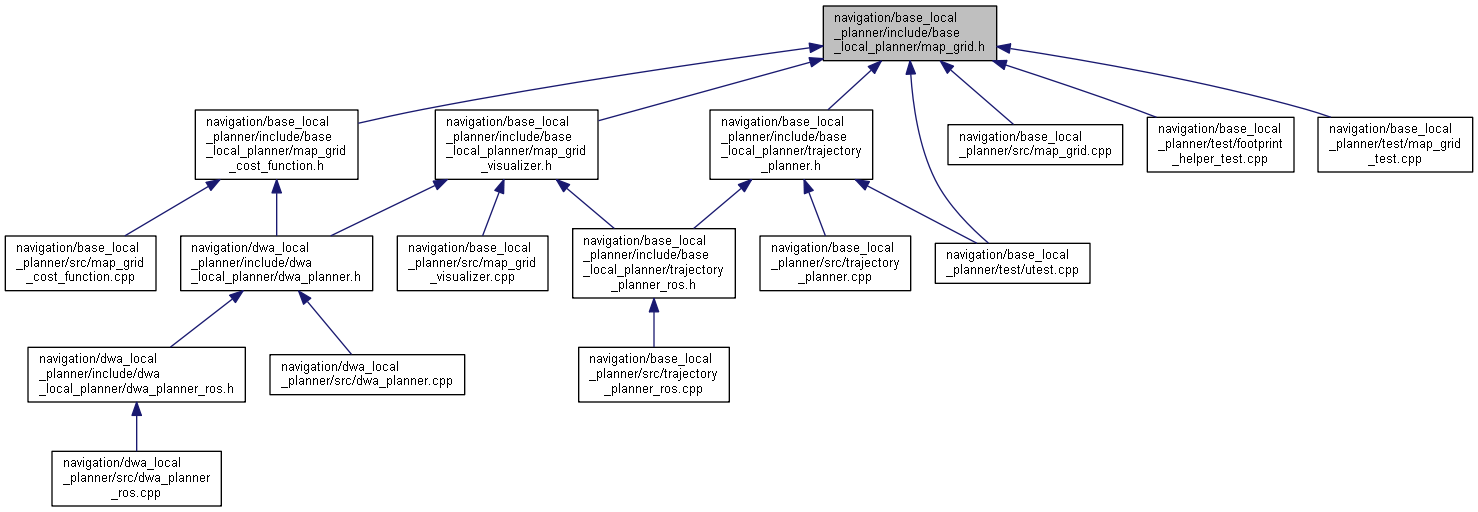 navigation/base_local
_planner/include/base
_local_planner/map_grid.h
navigation/base_local
_planner/include/base
_local_planner/map_grid
_cost_function.h
navigation/base_local
_planner/include/base
_local_planner/map_grid
_visualizer.h
navigation/base_local
_planner/include/base
_local_planner/trajectory
_planner.h
navigation/base_local
_planner/src/map_grid.cpp
navigation/base_local
_planner/test/footprint
_helper_test.cpp
navigation/base_local
_planner/test/map_grid
_test.cpp
navigation/base_local
_planner/src/map_grid
_cost_function.cpp
navigation/dwa_local
_planner/include/dwa
_local_planner/dwa_planner.h
navigation/base_local
_planner/src/map_grid
_visualizer.cpp
navigation/base_local
_planner/include/base
_local_planner/trajectory
_planner_ros.h
navigation/base_local
_planner/src/trajectory
_planner.cpp
navigation/base_local
_planner/test/utest.cpp
navigation/dwa_local
_planner/include/dwa
_local_planner/dwa_planner_ros.h
navigation/dwa_local
_planner/src/dwa_planner.cpp
navigation/base_local
_planner/src/trajectory
_planner_ros.cpp
navigation/dwa_local
_planner/src/dwa_planner
_ros.cpp